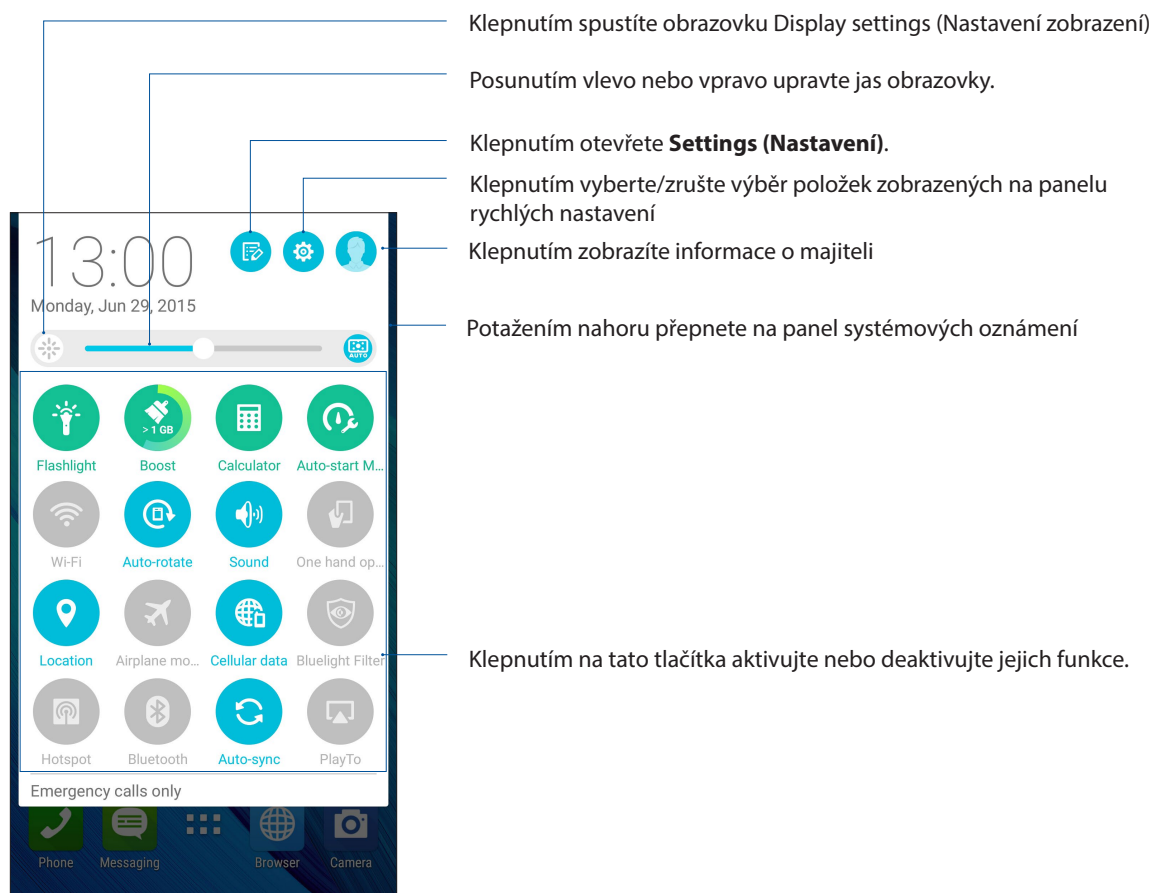 Klepnutím spustíte obrazovku Display settings (Nastavení zobrazení)
Posunutím vlevo nebo vpravo upravte jas obrazovky.
Klepnutím otevřete Settings (Nastavení).
Klepnutím vyberte/zrušte výběr položek zobrazených na panelu
rychlých nastavení
Klepnutím zobrazíte informace o majiteli
Potažením nahoru přepnete na panel systémových oznámení
Klepnutím na tato tlačítka aktivujte nebo deaktivujte jejich funkce.
13:00
Monday, Jun 29, 2015
AUTO
> 1 GB
Flashlight Boost Calculator Auto-start M...
Wi-Fi Auto-rotate Sound One hand op...
Location Airplane mo... Cellular data Bluelight Filter
Hotspot Bluetooth Auto-sync PlayTo
Emergency calls only
Phone Messaging Browser Camera